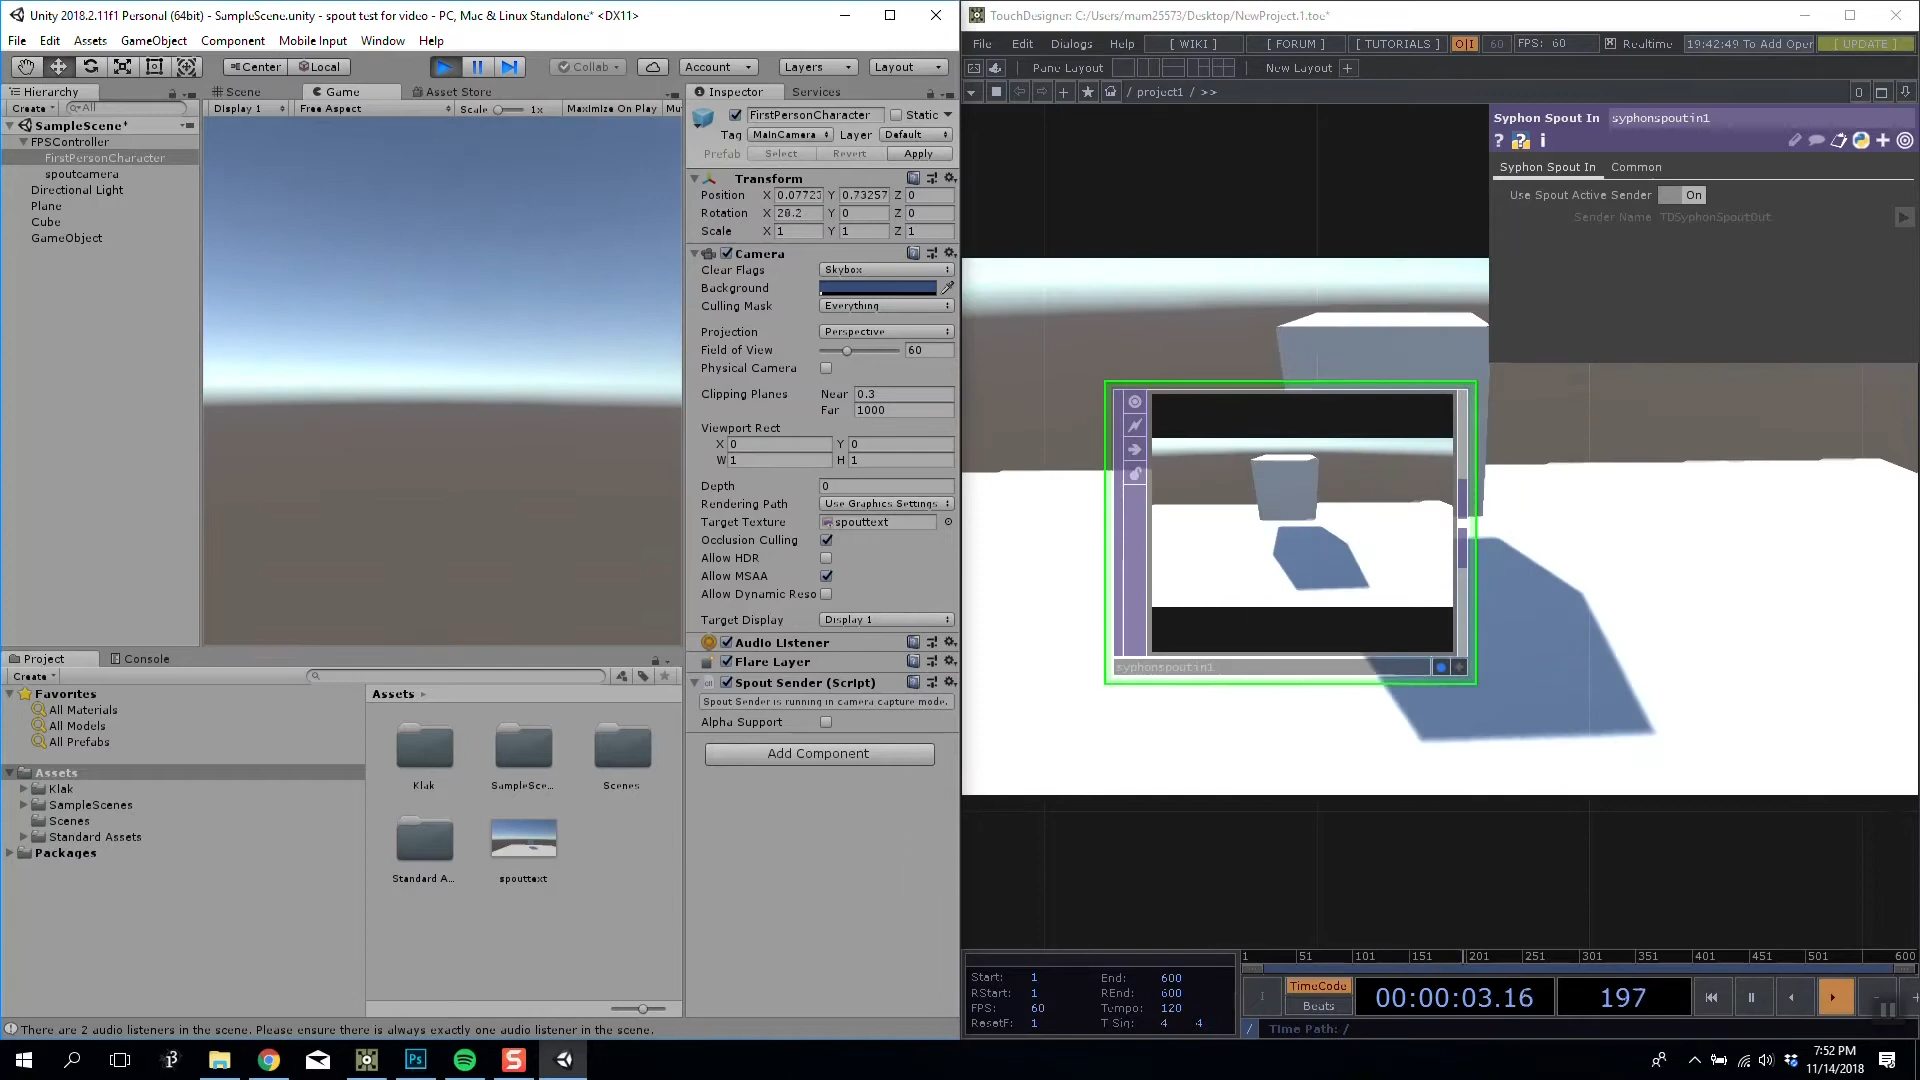 Unity 2018.2.11f1 Personal (64bit) - SampleScene.unity - spout test for video - PC, Mac & Linux Standalone* <DX11>
File Edit Assets GameObject Component Mobile Input Window Help
Center Local Collab Account Layers Layout
Hierarchy
Create All
SampleScene*
FPSController
FirstPersonCharacter
spoutcamera
Directional Light
Plane
Cube
GameObject
Scene Game Asset Store
Display 1 Free Aspect Scale 1x Maximize On Play Mu
Inspector Services
FirstPersonCharacter Static
Tag MainCamera Layer Default
Prefab Select Revert Apply
Transform
Position X 0.0772 Y 0.73257 Z 0
Rotation X 20.2 Y 0 Z 0
Scale X 1 Y 1 Z 1
Camera
Clear Flags Skybox
Background
Culling Mask Everything
Projection Perspective
Field of View 60
Physical Camera
Clipping Planes Near 0.3
Far 1000
Viewport Rect
X 0 Y 0
W 1 H 1
Depth 0
Rendering Path Use Graphics Settings
Target Texture spouttext
Occlusion Culling
Allow HDR
Allow MSAA
Allow Dynamic Reso
Target Display Display 1
Audio Listener
Flare Layer
Spout Sender (Script)
Spout Sender is running in camera capture mode.
Alpha Support
Add Component
Project Console
Create
Favorites
All Materials
All Models
All Prefabs
Assets
Klak
SampleScenes
Scenes
Standard Assets
Packages
Assets
Klak SampleSce... Scenes
Standard A... spouttext
There are 2 audio listeners in the scene. Please ensure there is always exactly one audio listener in the scene.
TouchDesigner: C:/Users/mam25573/Desktop/NewProject.1.toe*
File Edit Dialogs Help [ WIKI ] [ FORUM ] [ TUTORIALS ] O|I 60 FPS: 60 Realtime 19:42:49 To Add Oper [ UPDATE ]
Pane Layout New Layout +
/ project1 / >> 0
Syphon Spout In syphonspoutin1
? i
Syphon Spout In Common
Use Spout Active Sender On
Sender Name TDSyphonSpoutOut
syphonspoutin1
1 51 101 151 201 251 301 351 401 451 501 600
Start: 1 End: 600
RStart: 1 REnd: 600
FPS: 60 Tempo: 120
ResetF: 1 T Sig: 4 4
TimeCode
Beats
00:00:03.16 197
/ Time Path: /
Ps S
7:52 PM
11/14/2018